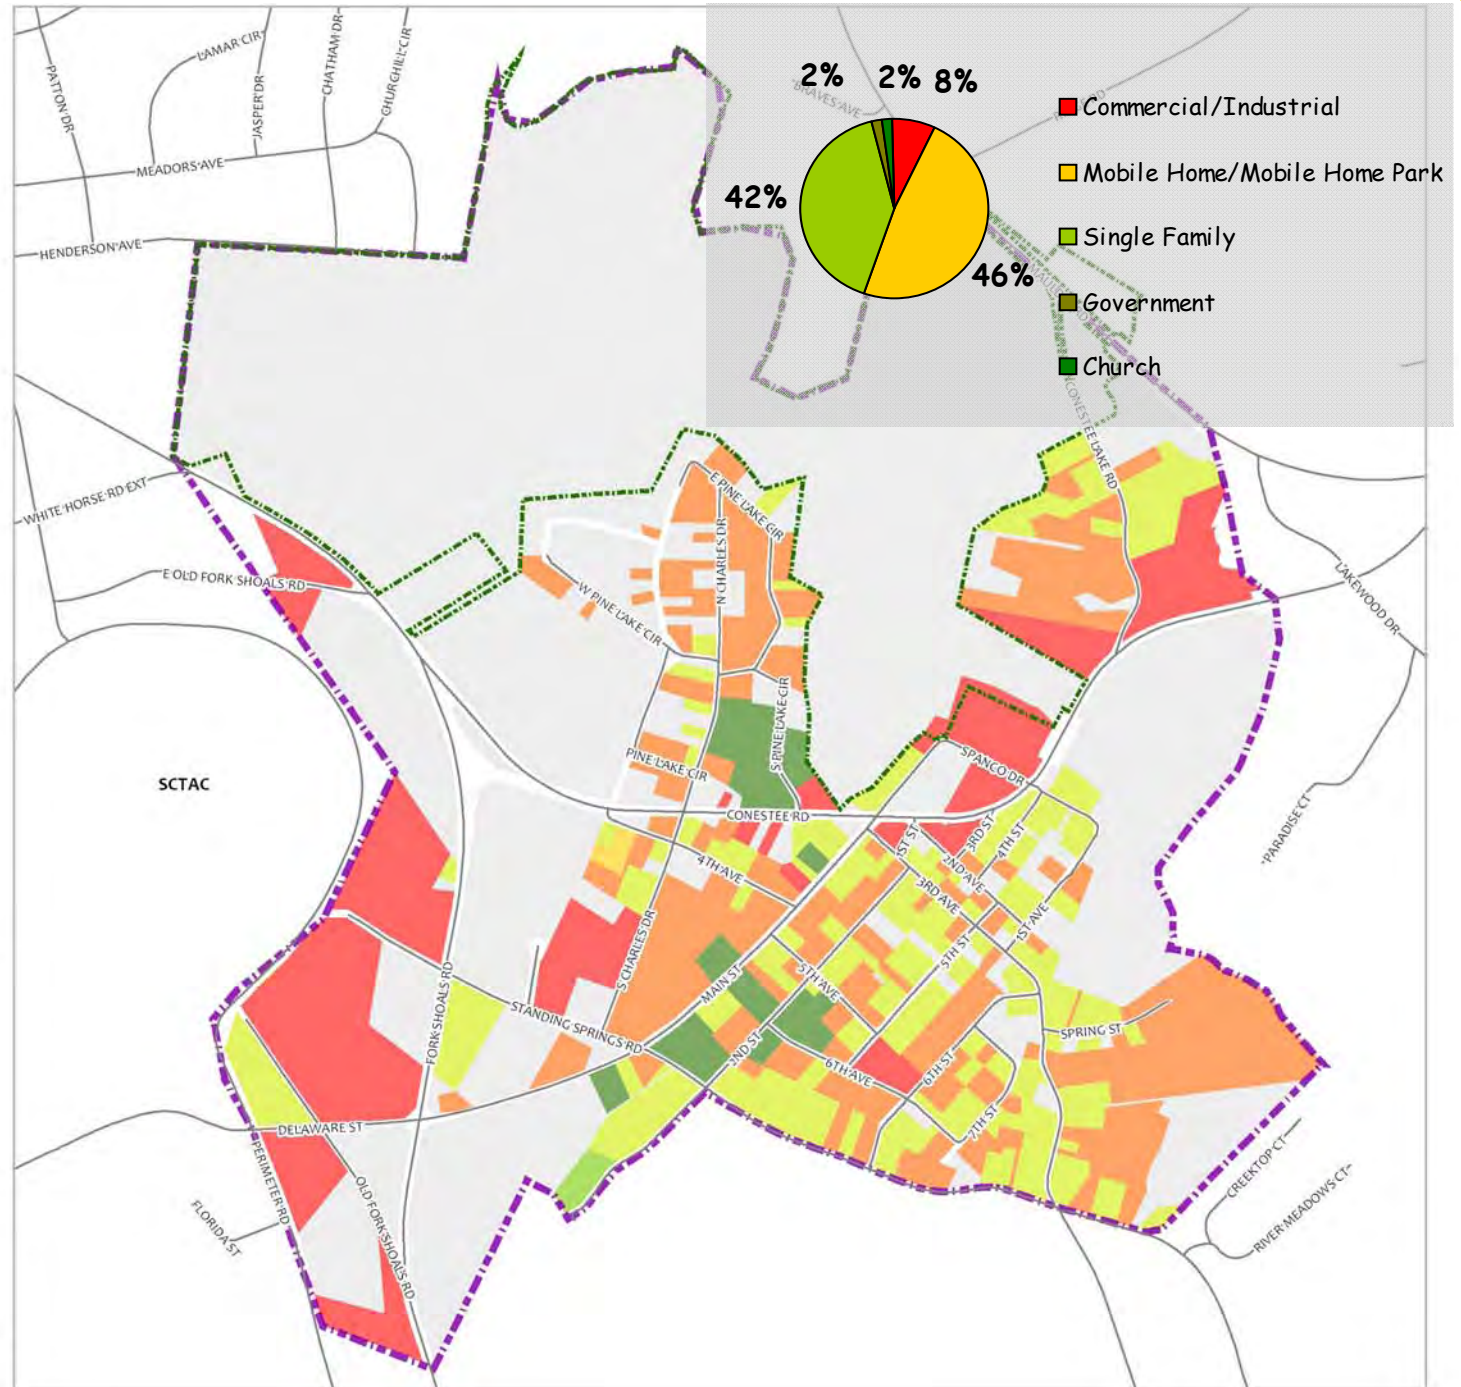 2%
2%
8%
42%
46%
Commercial/Industrial
Mobile Home/Mobile Home Park
Single Family
Government
Church
PATTON DR
LAMAR CIR
JASPER DR
CHATHAM DR
CHURCHILL CIR
MEADORS AVE
HENDERSON AVE
BRAVES AVE
CONESTEE LAKE RD
WHITE HORSE RD EXT
E OLD FORK SHOALS RD
E PINE LAKE CIR
N CHARLES DR
W PINE LAKE CIR
S PINE LAKE CIR
PINE LAKE CIR
LAKEWOOD DR
SCTAC
SPANCO DR
CONESTEE RD
PARADISE CT
1ST ST
2ND AVE
3RD ST
4TH ST
3RD AVE
4TH AVE
1ST AVE
S CHARLES DR
5TH ST
5TH AVE
MAIN ST
FORK SHOALS RD
STANDING SPRINGS RD
2ND ST
SPRING ST
6TH AVE
6TH ST
7TH ST
DELAWARE ST
PERIMETER RD
OLD FORK SHOALS RD
FLORIDA ST
CREEKTOP CT
RIVER MEADOWS CT